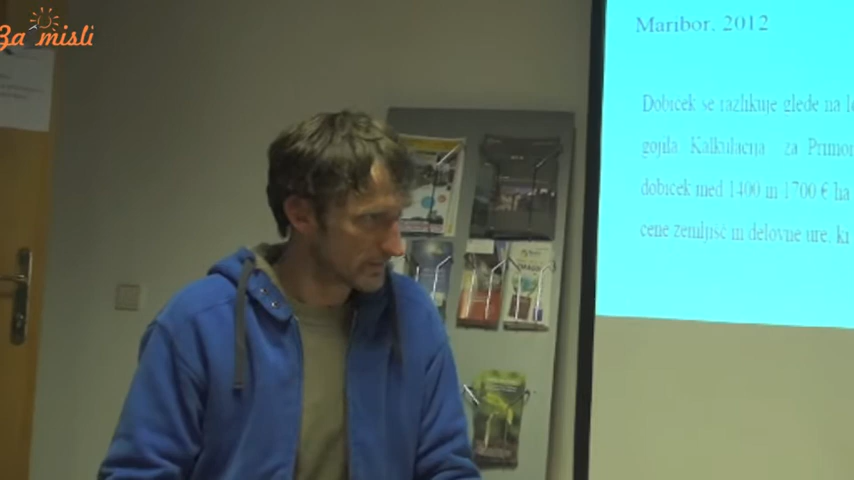 Za misli
Maribor, 2012
Dobiček se razlikuje glede na
gojila. Kalkulacija za Primor
dobiček med 1400 in 1700 € ha
cene zemljišč in delovne ure, ki